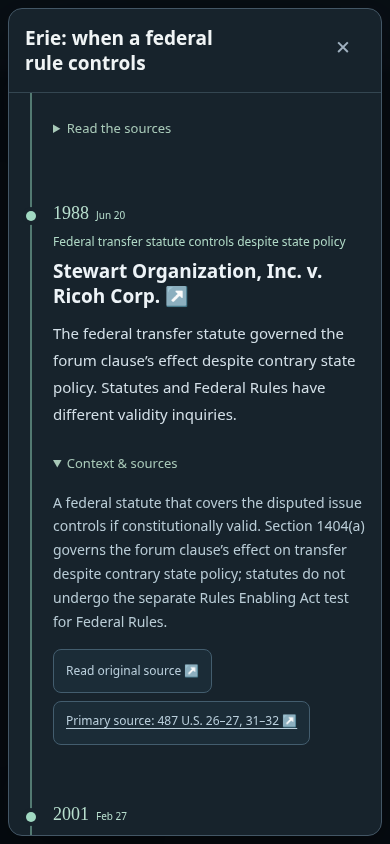 Erie: when a federal
rule controls
✕
▶ Read the sources
1988 Jun 20
Federal transfer statute controls despite state policy
Stewart Organization, Inc. v.
Ricoh Corp. ↗
The federal transfer statute governed the
forum clause’s effect despite contrary state
policy. Statutes and Federal Rules have
different validity inquiries.
▼ Context & sources
A federal statute that covers the disputed issue
controls if constitutionally valid. Section 1404(a)
governs the forum clause’s effect on transfer
despite contrary state policy; statutes do not
undergo the separate Rules Enabling Act test
for Federal Rules.
Read original source ↗
Primary source: 487 U.S. 26–27, 31–32 ↗
2001 Feb 27